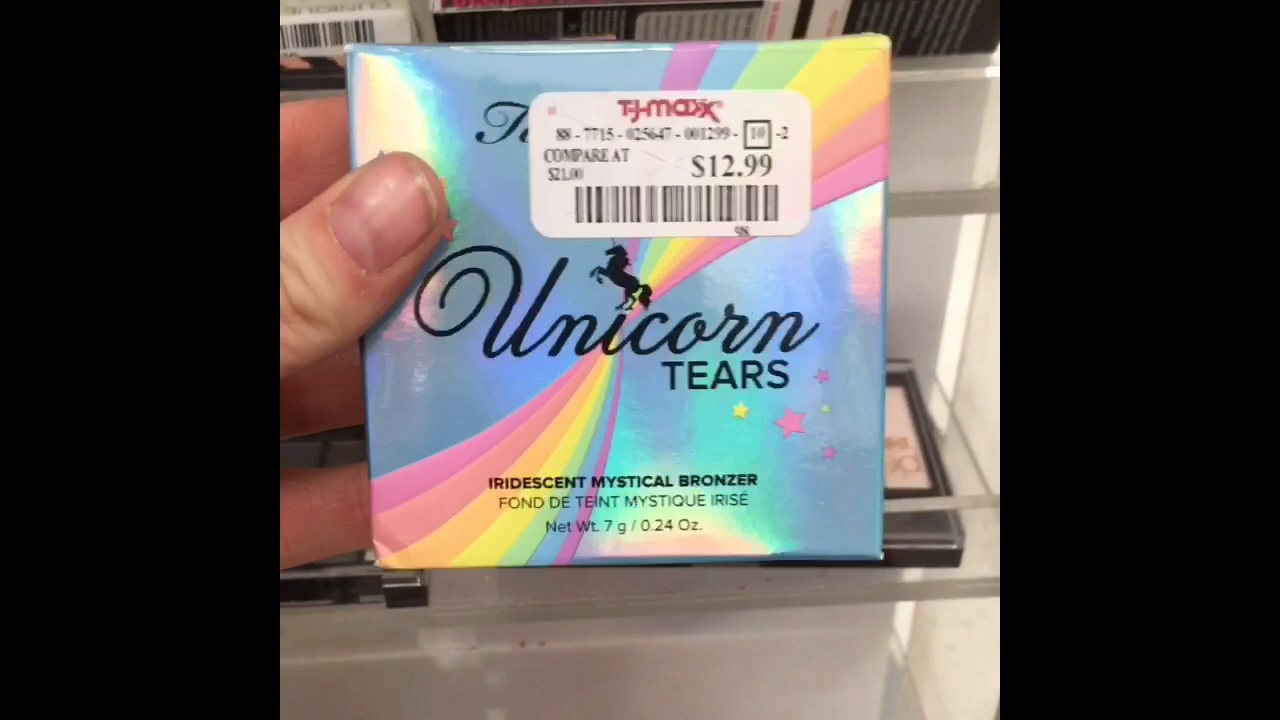 T·J·maxx®
88 - 7715 - 025647 - 001299 - 10 -2
COMPARE AT
$21.00
$12.99
98
Unicorn
TEARS
IRIDESCENT MYSTICAL BRONZER
FOND DE TEINT MYSTIQUE IRISÉ
Net Wt. 7 g / 0.24 Oz.